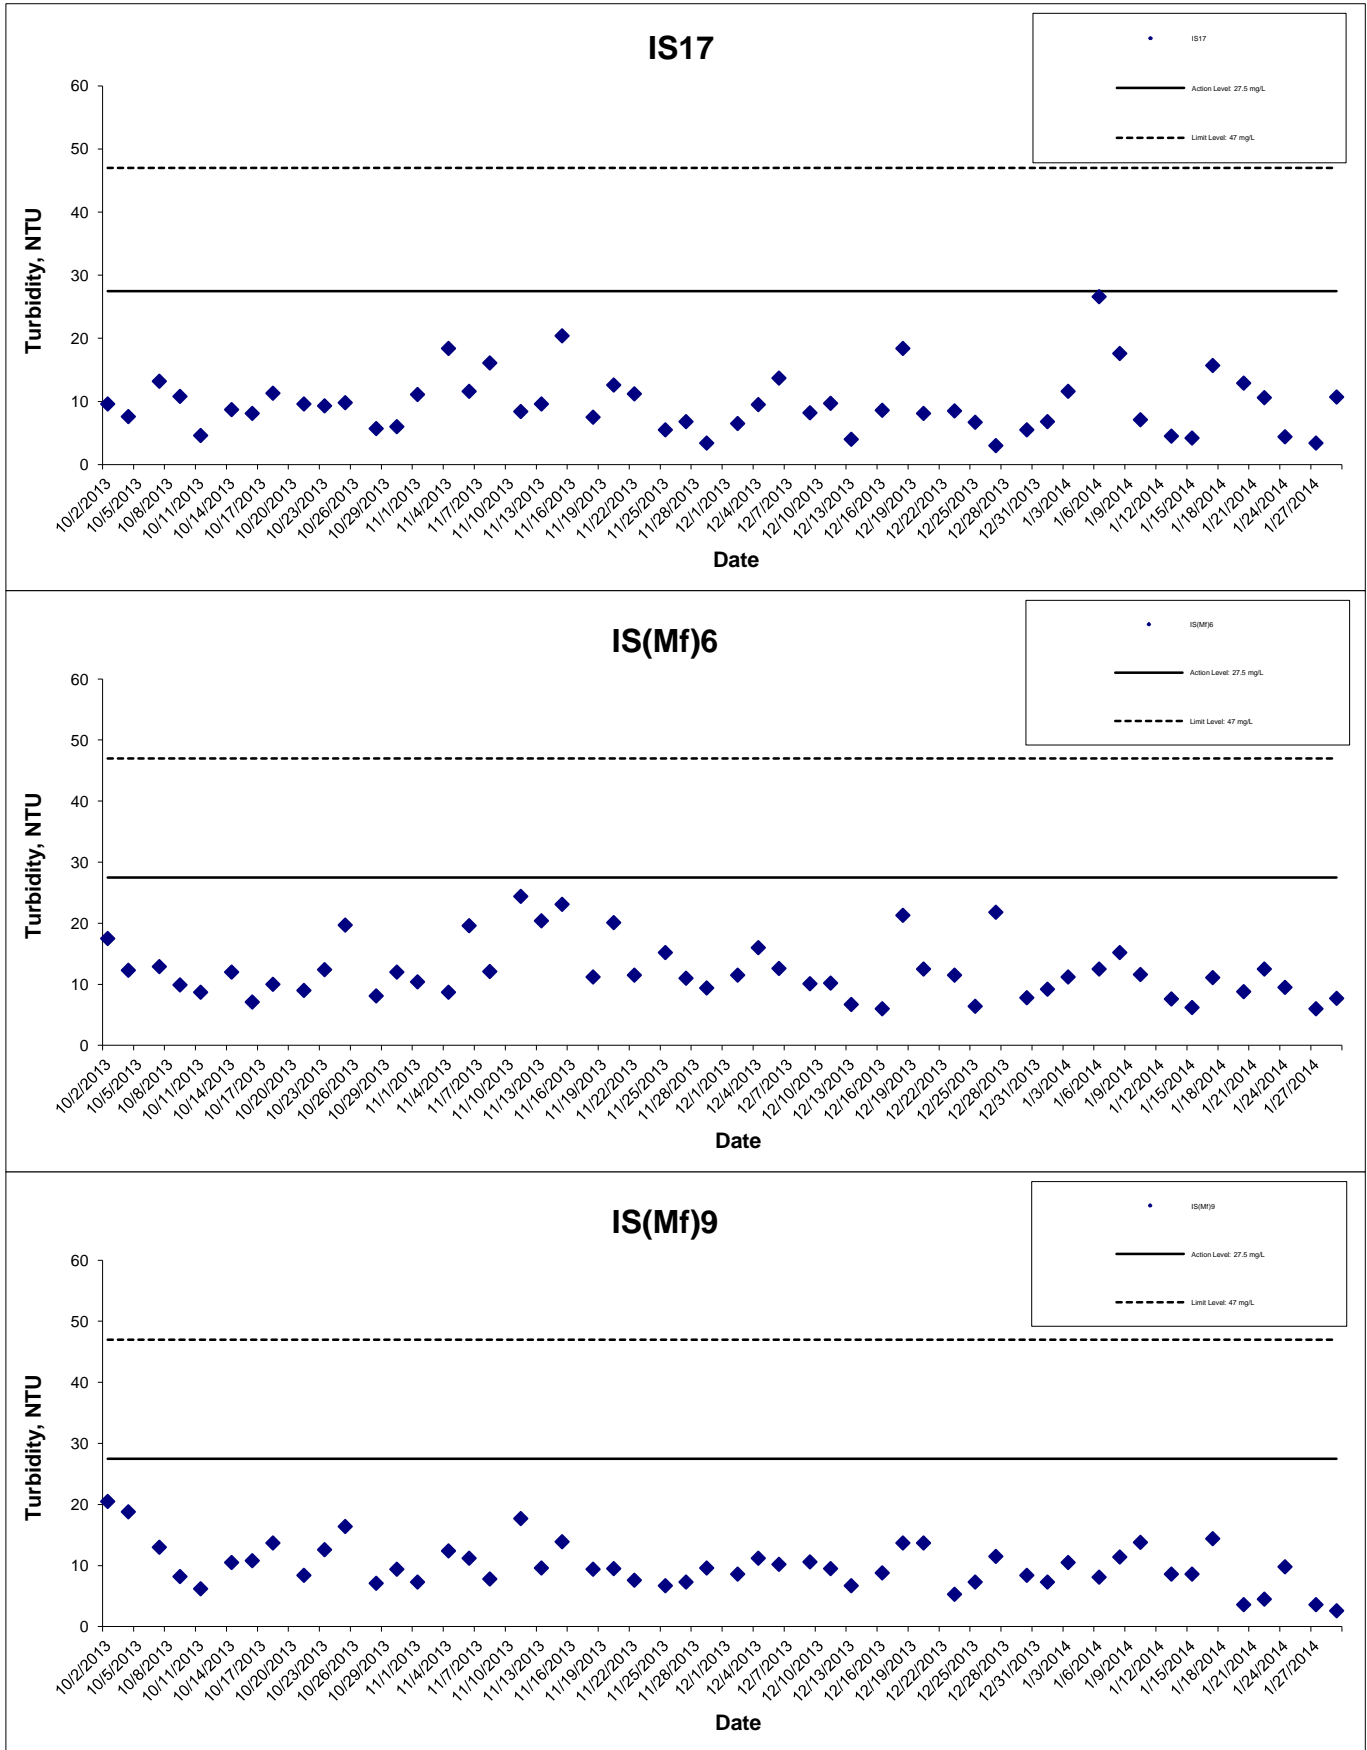 IS17
IS17
Action Level: 27.5 mg/L
Limit Level: 47 mg/L
60
50
40
30
20
10
0
Turbidity, NTU
10/2/2013 10/5/2013 10/8/2013 10/11/2013 10/14/2013 10/17/2013 10/20/2013 10/23/2013 10/26/2013 10/29/2013 11/1/2013 11/4/2013 11/7/2013 11/10/2013 11/13/2013 11/16/2013 11/19/2013 11/22/2013 11/25/2013 11/28/2013 12/1/2013 12/4/2013 12/7/2013 12/10/2013 12/13/2013 12/16/2013 12/19/2013 12/22/2013 12/25/2013 12/28/2013 12/31/2013 1/3/2014 1/6/2014 1/9/2014 1/12/2014 1/15/2014 1/18/2014 1/21/2014 1/24/2014 1/27/2014
Date
IS(Mf)6
IS(Mf)6
Action Level: 27.5 mg/L
Limit Level: 47 mg/L
60
50
40
30
20
10
0
Turbidity, NTU
10/2/2013 10/5/2013 10/8/2013 10/11/2013 10/14/2013 10/17/2013 10/20/2013 10/23/2013 10/26/2013 10/29/2013 11/1/2013 11/4/2013 11/7/2013 11/10/2013 11/13/2013 11/16/2013 11/19/2013 11/22/2013 11/25/2013 11/28/2013 12/1/2013 12/4/2013 12/7/2013 12/10/2013 12/13/2013 12/16/2013 12/19/2013 12/22/2013 12/25/2013 12/28/2013 12/31/2013 1/3/2014 1/6/2014 1/9/2014 1/12/2014 1/15/2014 1/18/2014 1/21/2014 1/24/2014 1/27/2014
Date
IS(Mf)9
IS(Mf)9
Action Level: 27.5 mg/L
Limit Level: 47 mg/L
60
50
40
30
20
10
0
Turbidity, NTU
10/2/2013 10/5/2013 10/8/2013 10/11/2013 10/14/2013 10/17/2013 10/20/2013 10/23/2013 10/26/2013 10/29/2013 11/1/2013 11/4/2013 11/7/2013 11/10/2013 11/13/2013 11/16/2013 11/19/2013 11/22/2013 11/25/2013 11/28/2013 12/1/2013 12/4/2013 12/7/2013 12/10/2013 12/13/2013 12/16/2013 12/19/2013 12/22/2013 12/25/2013 12/28/2013 12/31/2013 1/3/2014 1/6/2014 1/9/2014 1/12/2014 1/15/2014 1/18/2014 1/21/2014 1/24/2014 1/27/2014
Date